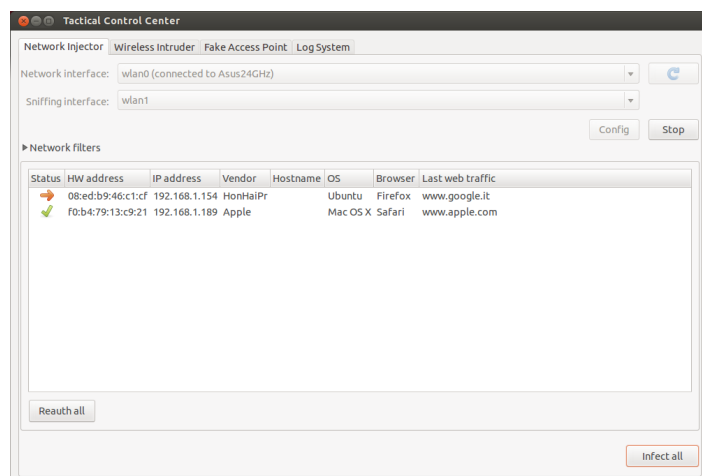 Tactical Control Center
Network Injector Wireless Intruder Fake Access Point Log System
Network interface: wlan0 (connected to Asus24GHz)
Sniffing interface: wlan1
Config Stop
Network filters
Status HW address IP address Vendor Hostname OS Browser Last web traffic
08:ed:b9:46:c1:cf 192.168.1.154 HonHaiPr Ubuntu Firefox www.google.it
f0:b4:79:13:c9:21 192.168.1.189 Apple Mac OS X Safari www.apple.com
Reauth all
Infect all